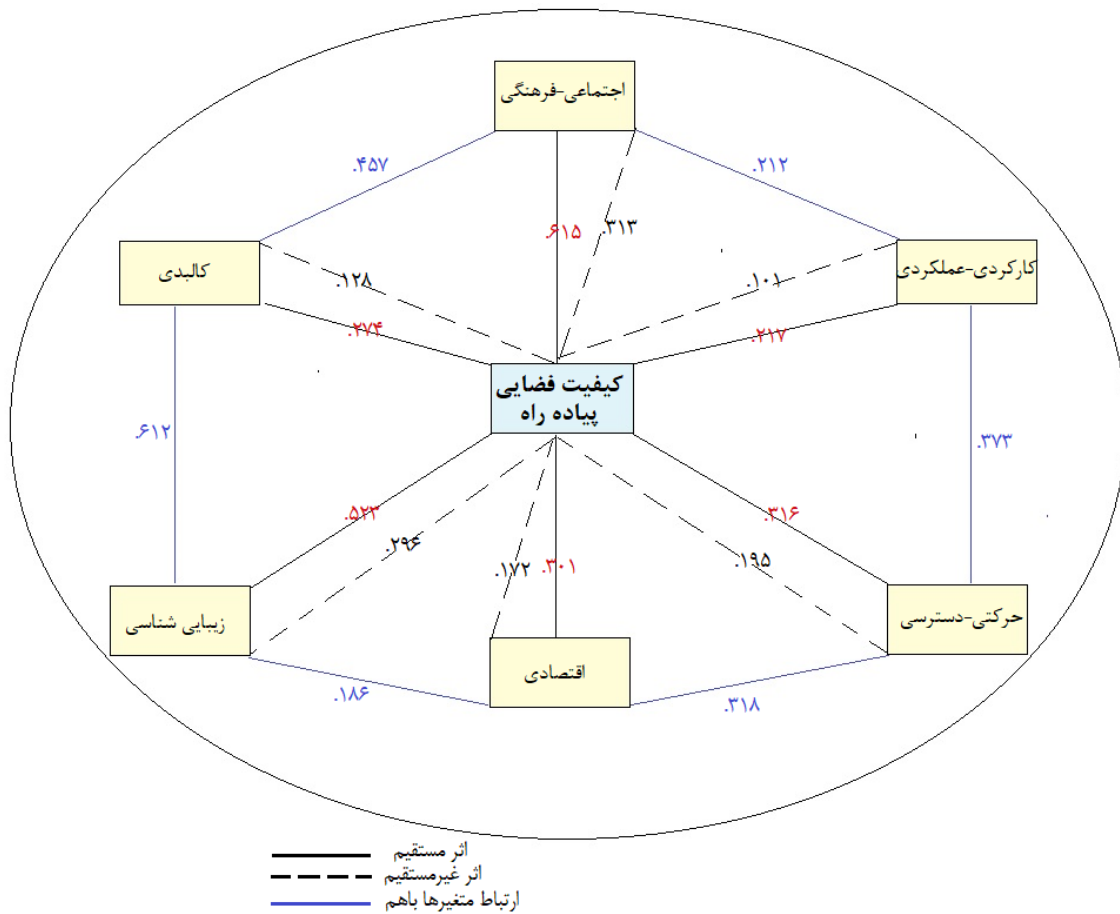 اجتماعی-فرهنگی
.۴۵۷
.۲۱۲
.۶۱۵
.۳۱۳
کالبدی
کارکردی-عملکردی
.۱۲۸
.۱۰۱
.۲۷۴
.۲۱۷
کیفیت فضایی
پیاده راه
.۶۱۲
.۳۷۳
.۵۲۳
.۳۱۶
.۲۹۶
.۱۷۲
.۳۰۱
.۱۹۵
زیبایی شناسی
حرکتی-دسترسی
اقتصادی
.۱۸۶
.۳۱۸
اثر مستقیم
اثر غیرمستقیم
ارتباط متغیرها باهم